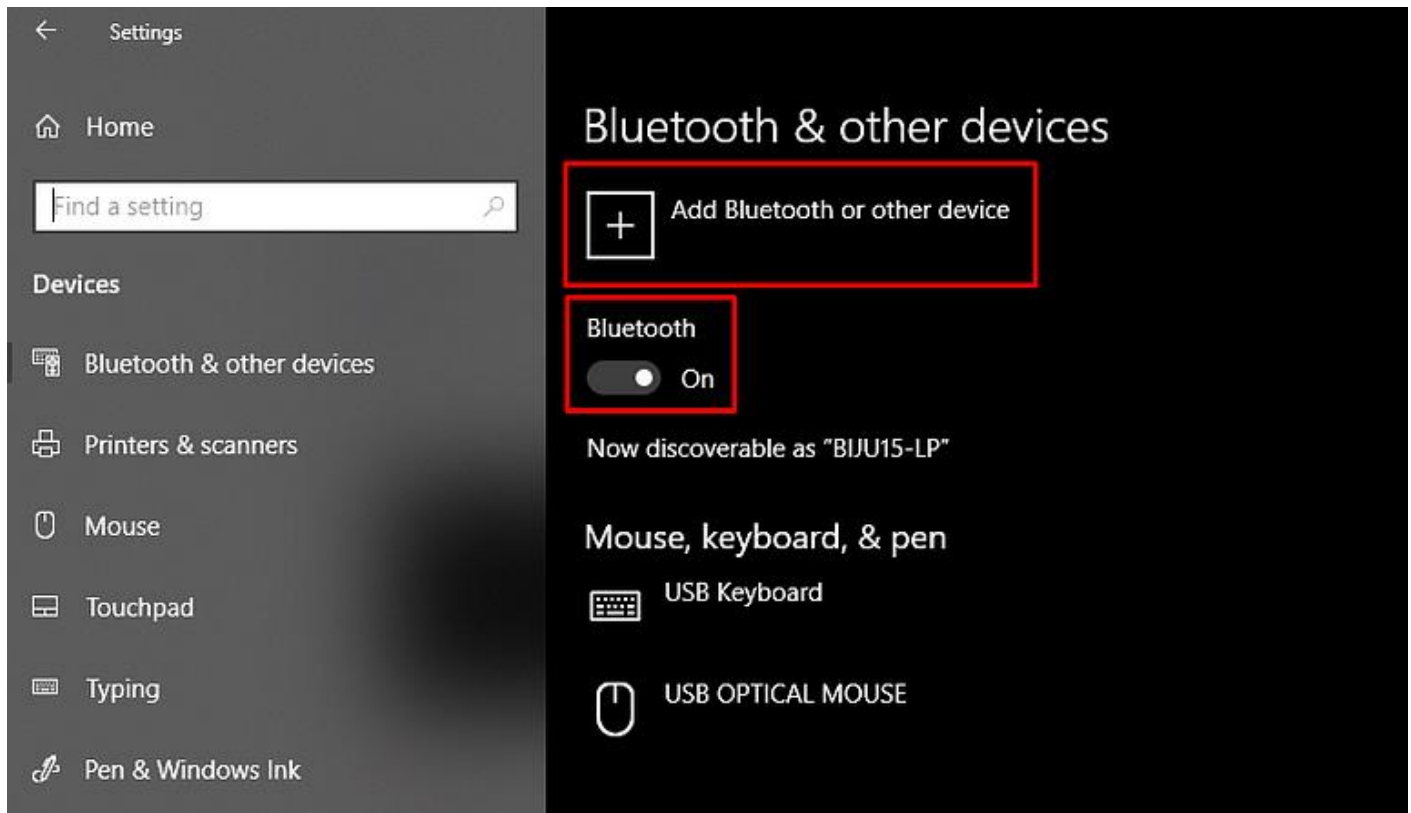 Settings
Home
Find a setting
Devices
Bluetooth & other devices
Printers & scanners
Mouse
Touchpad
Typing
Pen & Windows Ink
Bluetooth & other devices
Add Bluetooth or other device
Bluetooth
On
Now discoverable as "BIJU15-LP"
Mouse, keyboard, & pen
USB Keyboard
USB OPTICAL MOUSE